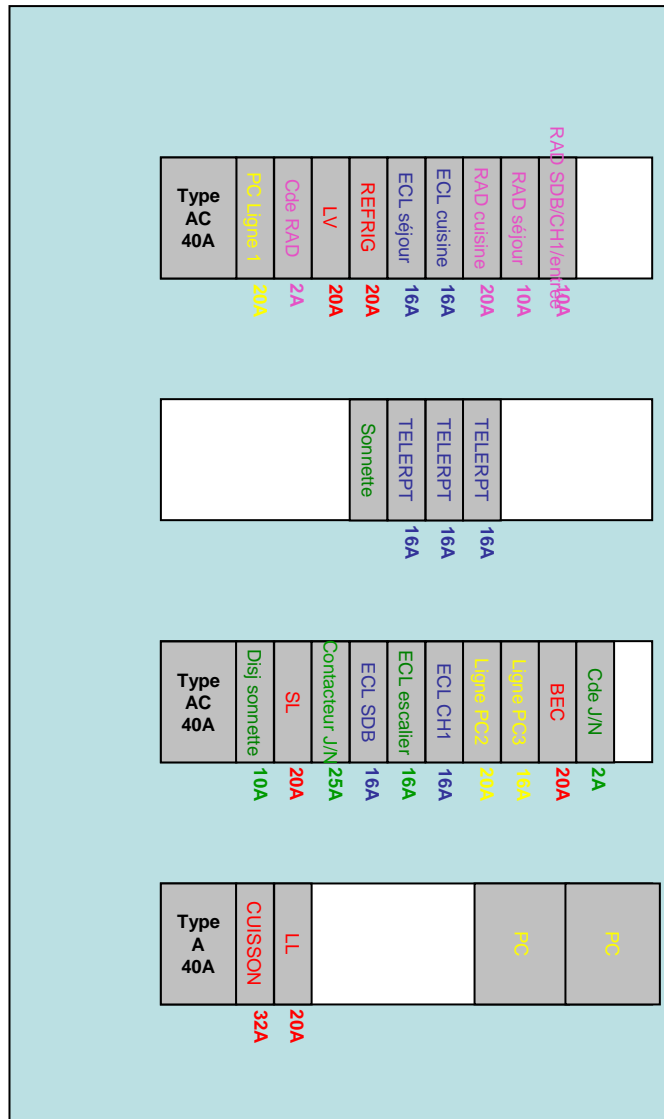 Type
AC
40A
PC Ligne 1
20A
Cde RAD
2A
LV
20A
REFRIG
20A
ECL séjour
16A
ECL cuisine
16A
RAD cuisine
20A
RAD séjour
10A
RAD SDB/CH1/entrée
10A
Sonnette
TELERPT
16A
TELERPT
16A
TELERPT
16A
Type
AC
40A
Disj sonnette
10A
SL
20A
Contacteur J/N
25A
ECL SDB
16A
ECL escalier
16A
ECL CH1
16A
Ligne PC2
20A
Ligne PC3
16A
BEC
20A
Cde J/N
2A
Type
A
40A
CUISSON
32A
LL
20A
PC
PC